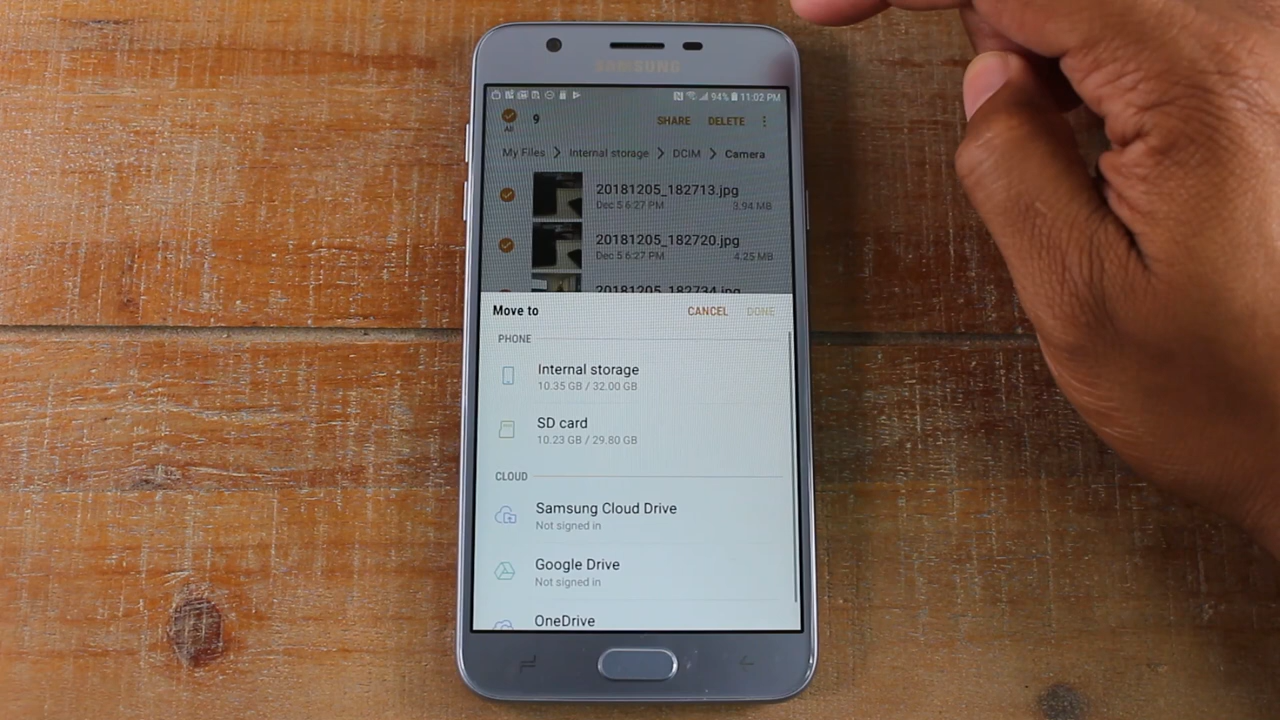 SAMSUNG
94% 11:02 PM
All 9 SHARE DELETE
My Files > Internal storage > DCIM > Camera
20181205_182713.jpg
Dec 5 6:27 PM 3.94 MB
20181205_182720.jpg
Dec 5 6:27 PM 4.25 MB
20181205_182734.jpg
Move to CANCEL DONE
PHONE
Internal storage
10.35 GB / 32.00 GB
SD card
10.23 GB / 29.80 GB
CLOUD
Samsung Cloud Drive
Not signed in
Google Drive
Not signed in
OneDrive